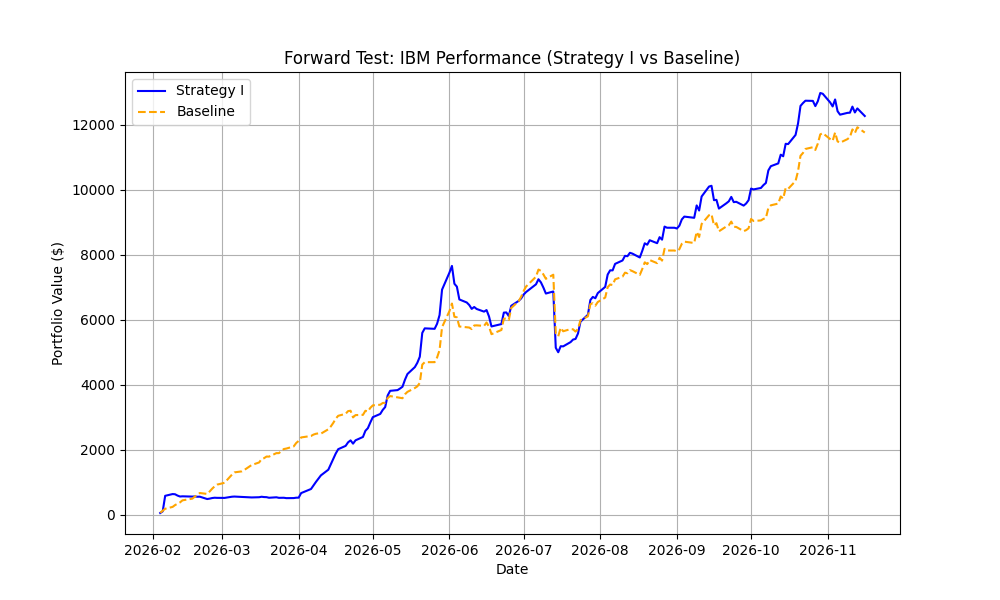 Forward Test: IBM Performance (Strategy I vs Baseline)
Strategy I
Baseline
Portfolio Value ($)
12000
10000
8000
6000
4000
2000
0
2026-02 2026-03 2026-04 2026-05 2026-06 2026-07 2026-08 2026-09 2026-10 2026-11
Date